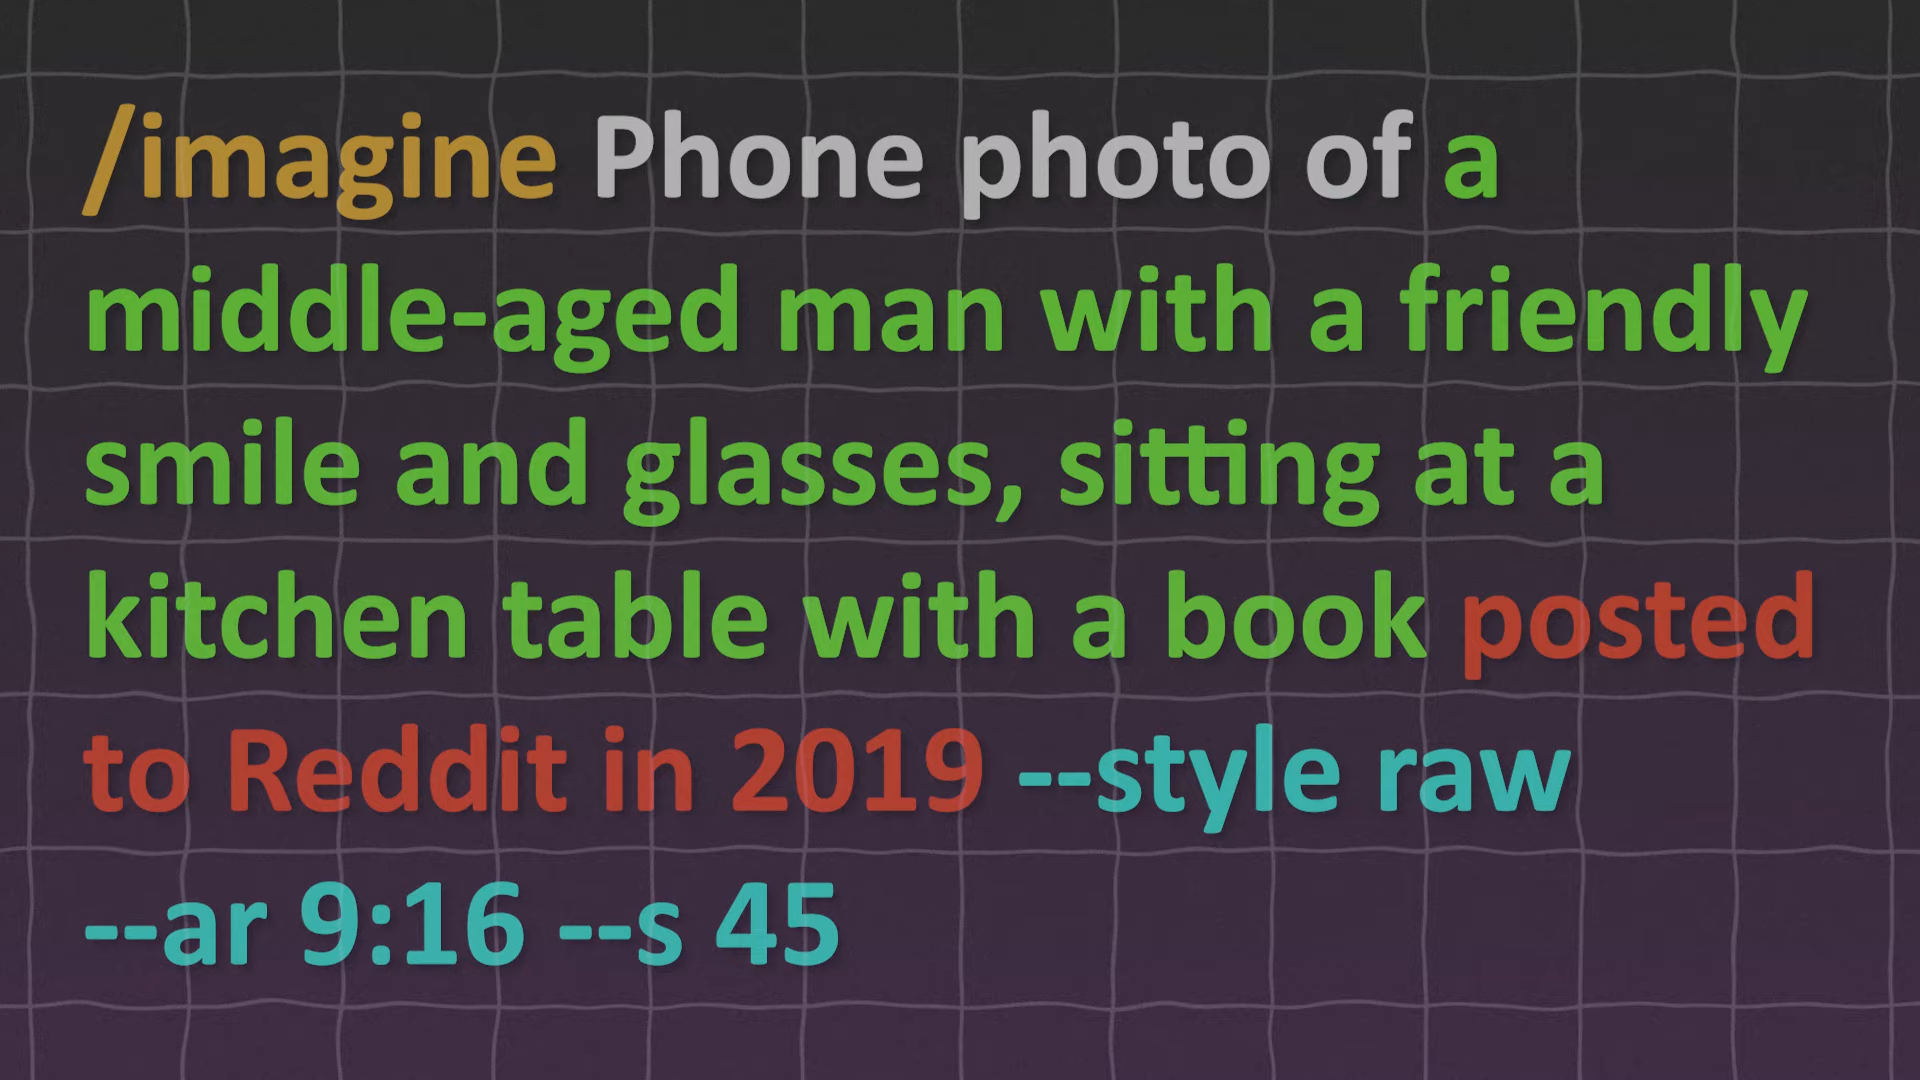 /imagine Phone photo of a
middle-aged man with a friendly
smile and glasses, sitting at a
kitchen table with a book posted
to Reddit in 2019 --style raw
--ar 9:16 --s 45